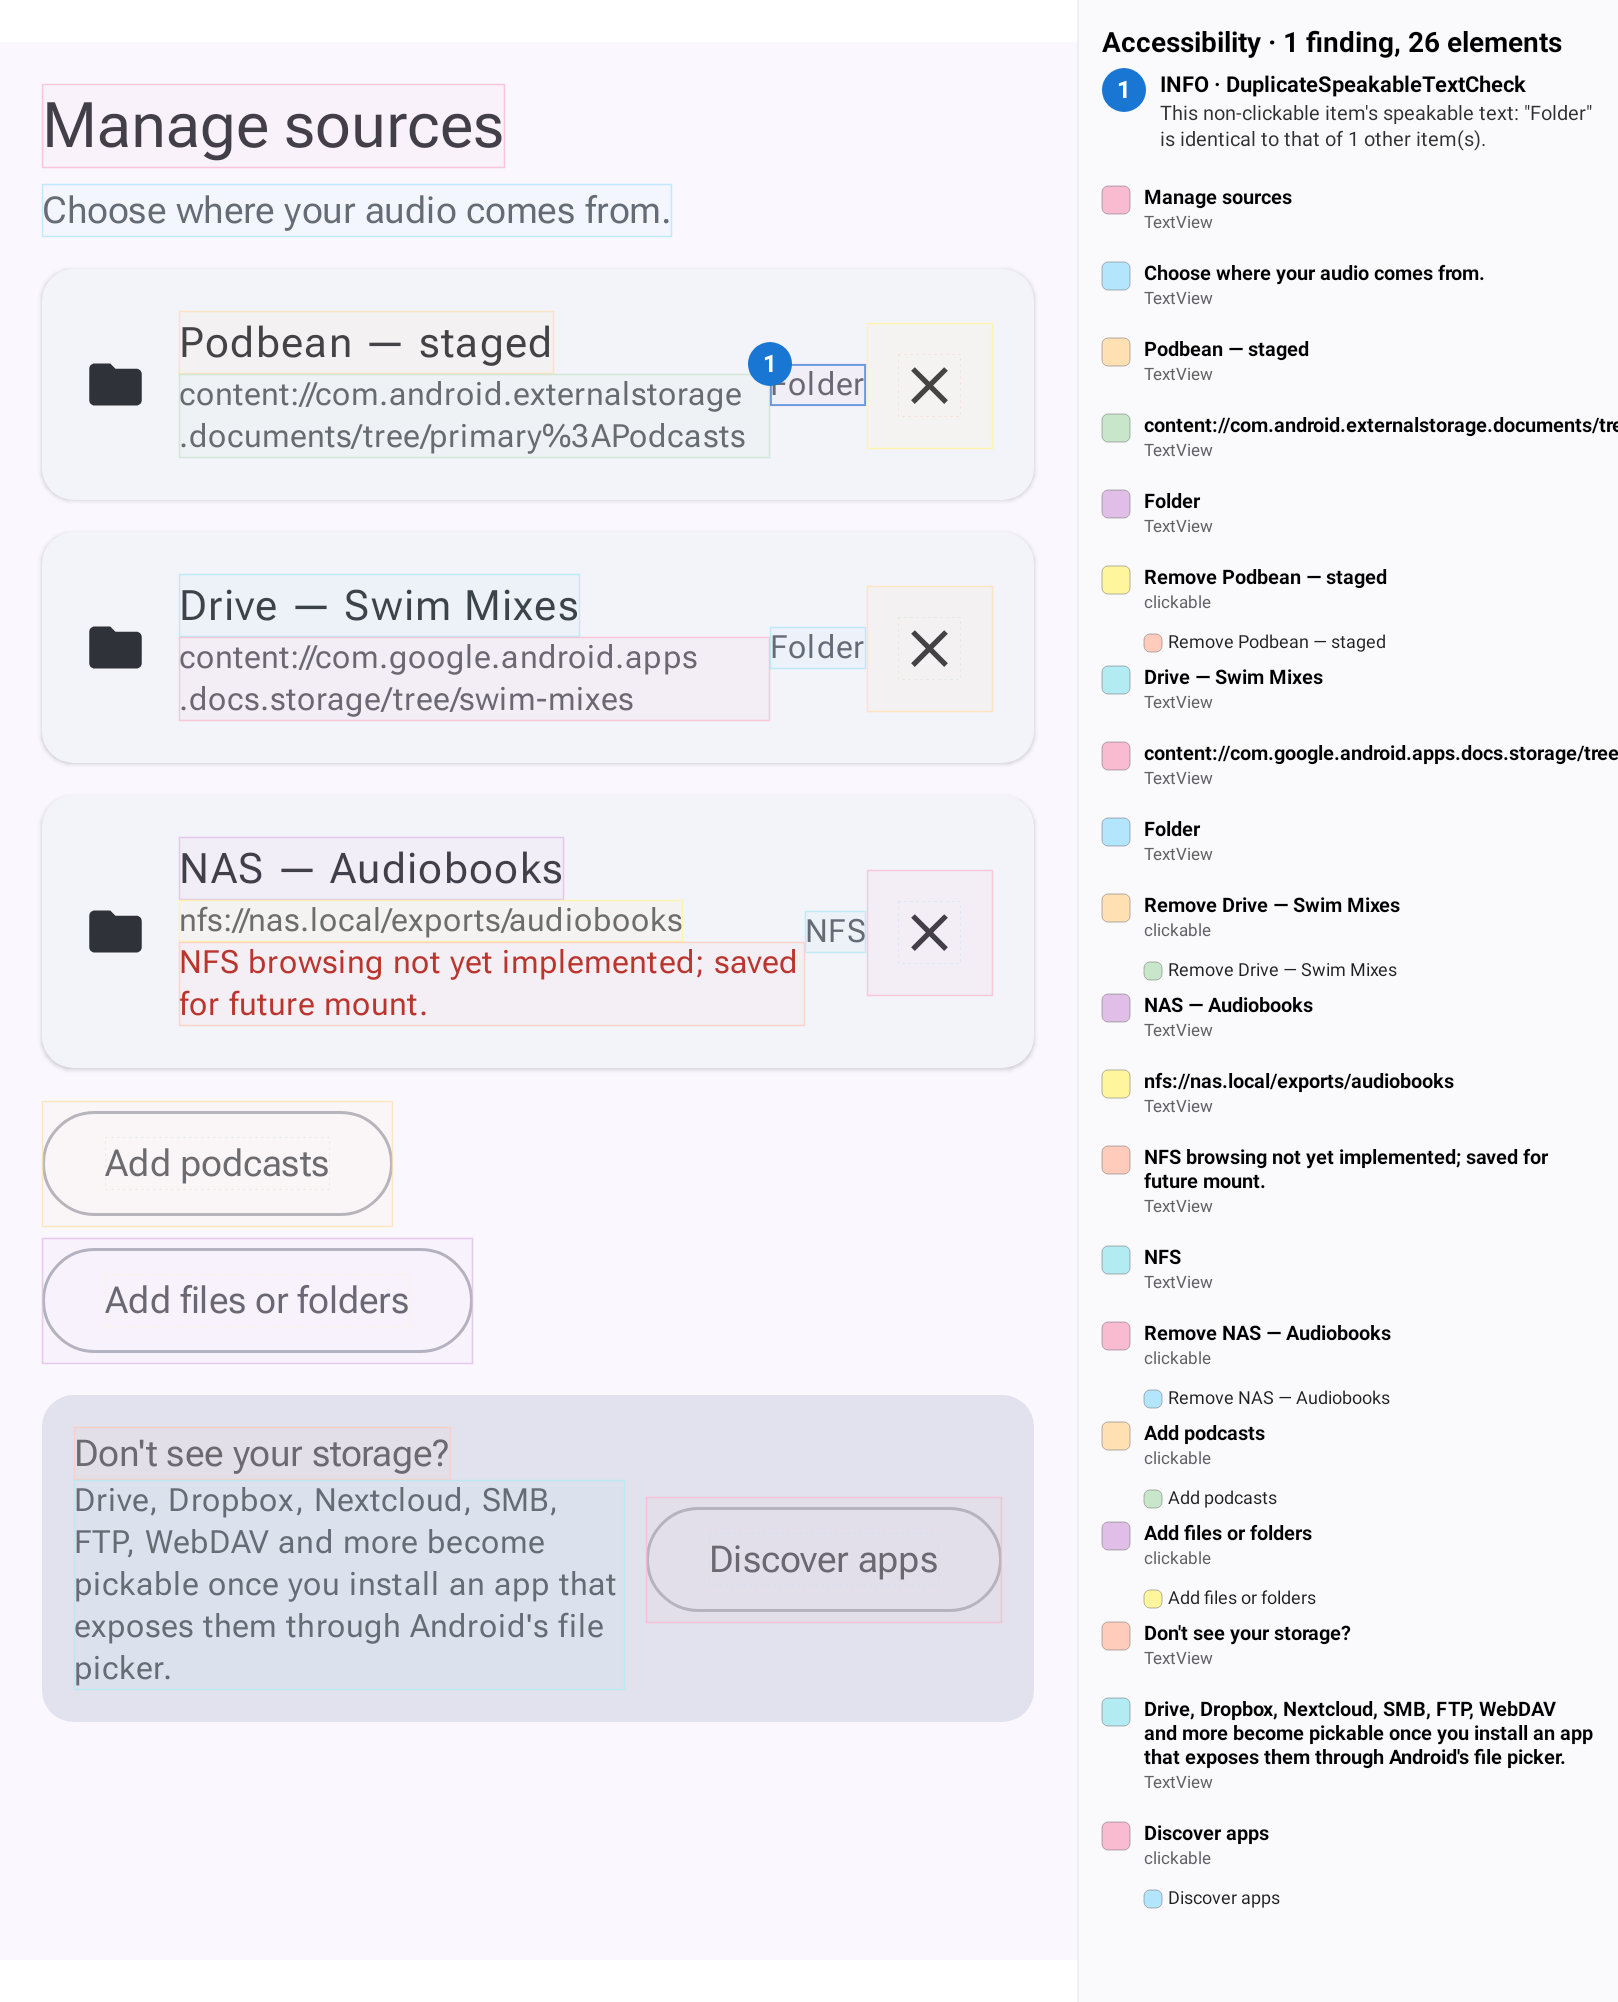 Manage sources
Choose where your audio comes from.
Podbean — staged
content://com.android.externalstorage
.documents/tree/primary%3APodcasts
1
Folder
Drive — Swim Mixes
content://com.google.android.apps
.docs.storage/tree/swim-mixes
Folder
NAS — Audiobooks
nfs://nas.local/exports/audiobooks
NFS browsing not yet implemented; saved
for future mount.
NFS
Add podcasts
Add files or folders
Don't see your storage?
Drive, Dropbox, Nextcloud, SMB,
FTP, WebDAV and more become
pickable once you install an app that
exposes them through Android's file
picker.
Discover apps
Accessibility · 1 finding, 26 elements
1
INFO · DuplicateSpeakableTextCheck
This non-clickable item's speakable text: "Folder"
is identical to that of 1 other item(s).
Manage sources
TextView
Choose where your audio comes from.
TextView
Podbean — staged
TextView
content://com.android.externalstorage.documents/tre
TextView
Folder
TextView
Remove Podbean — staged
clickable
Remove Podbean — staged
Drive — Swim Mixes
TextView
content://com.google.android.apps.docs.storage/tree
TextView
Folder
TextView
Remove Drive — Swim Mixes
clickable
Remove Drive — Swim Mixes
NAS — Audiobooks
TextView
nfs://nas.local/exports/audiobooks
TextView
NFS browsing not yet implemented; saved for
future mount.
TextView
NFS
TextView
Remove NAS — Audiobooks
clickable
Remove NAS — Audiobooks
Add podcasts
clickable
Add podcasts
Add files or folders
clickable
Add files or folders
Don't see your storage?
TextView
Drive, Dropbox, Nextcloud, SMB, FTP, WebDAV
and more become pickable once you install an app
that exposes them through Android's file picker.
TextView
Discover apps
clickable
Discover apps